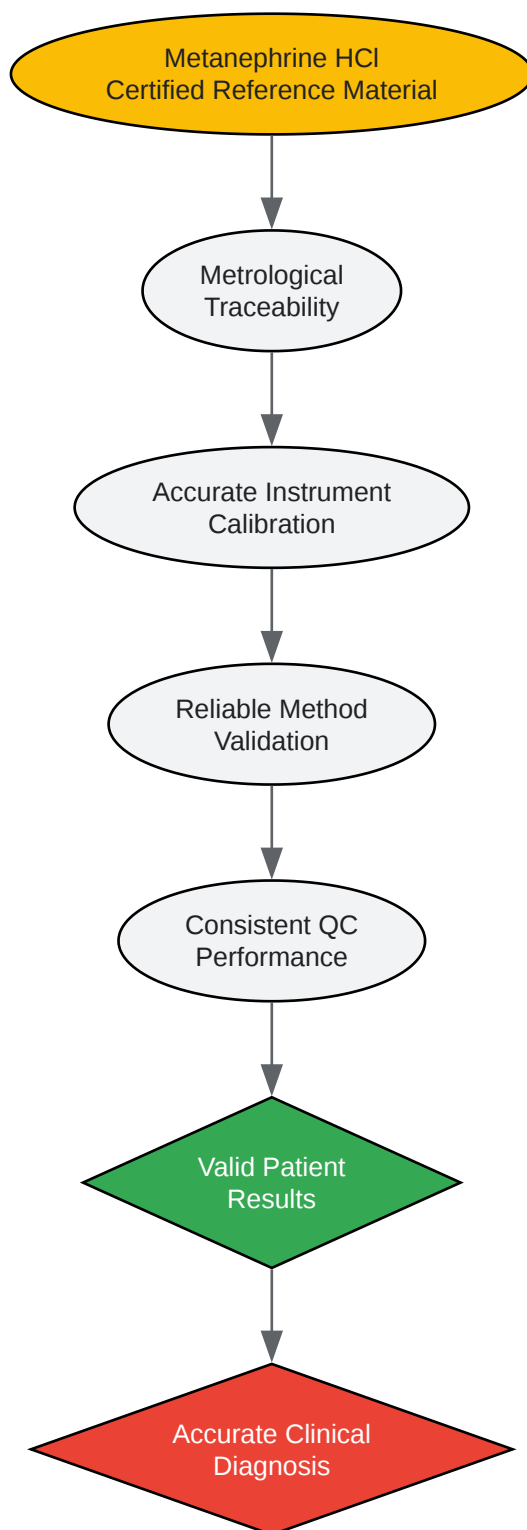 Metanephrine HCl
Certified Reference Material
Metrological
Traceability
Accurate Instrument
Calibration
Reliable Method
Validation
Consistent QC
Performance
Valid Patient
Results
Accurate Clinical
Diagnosis